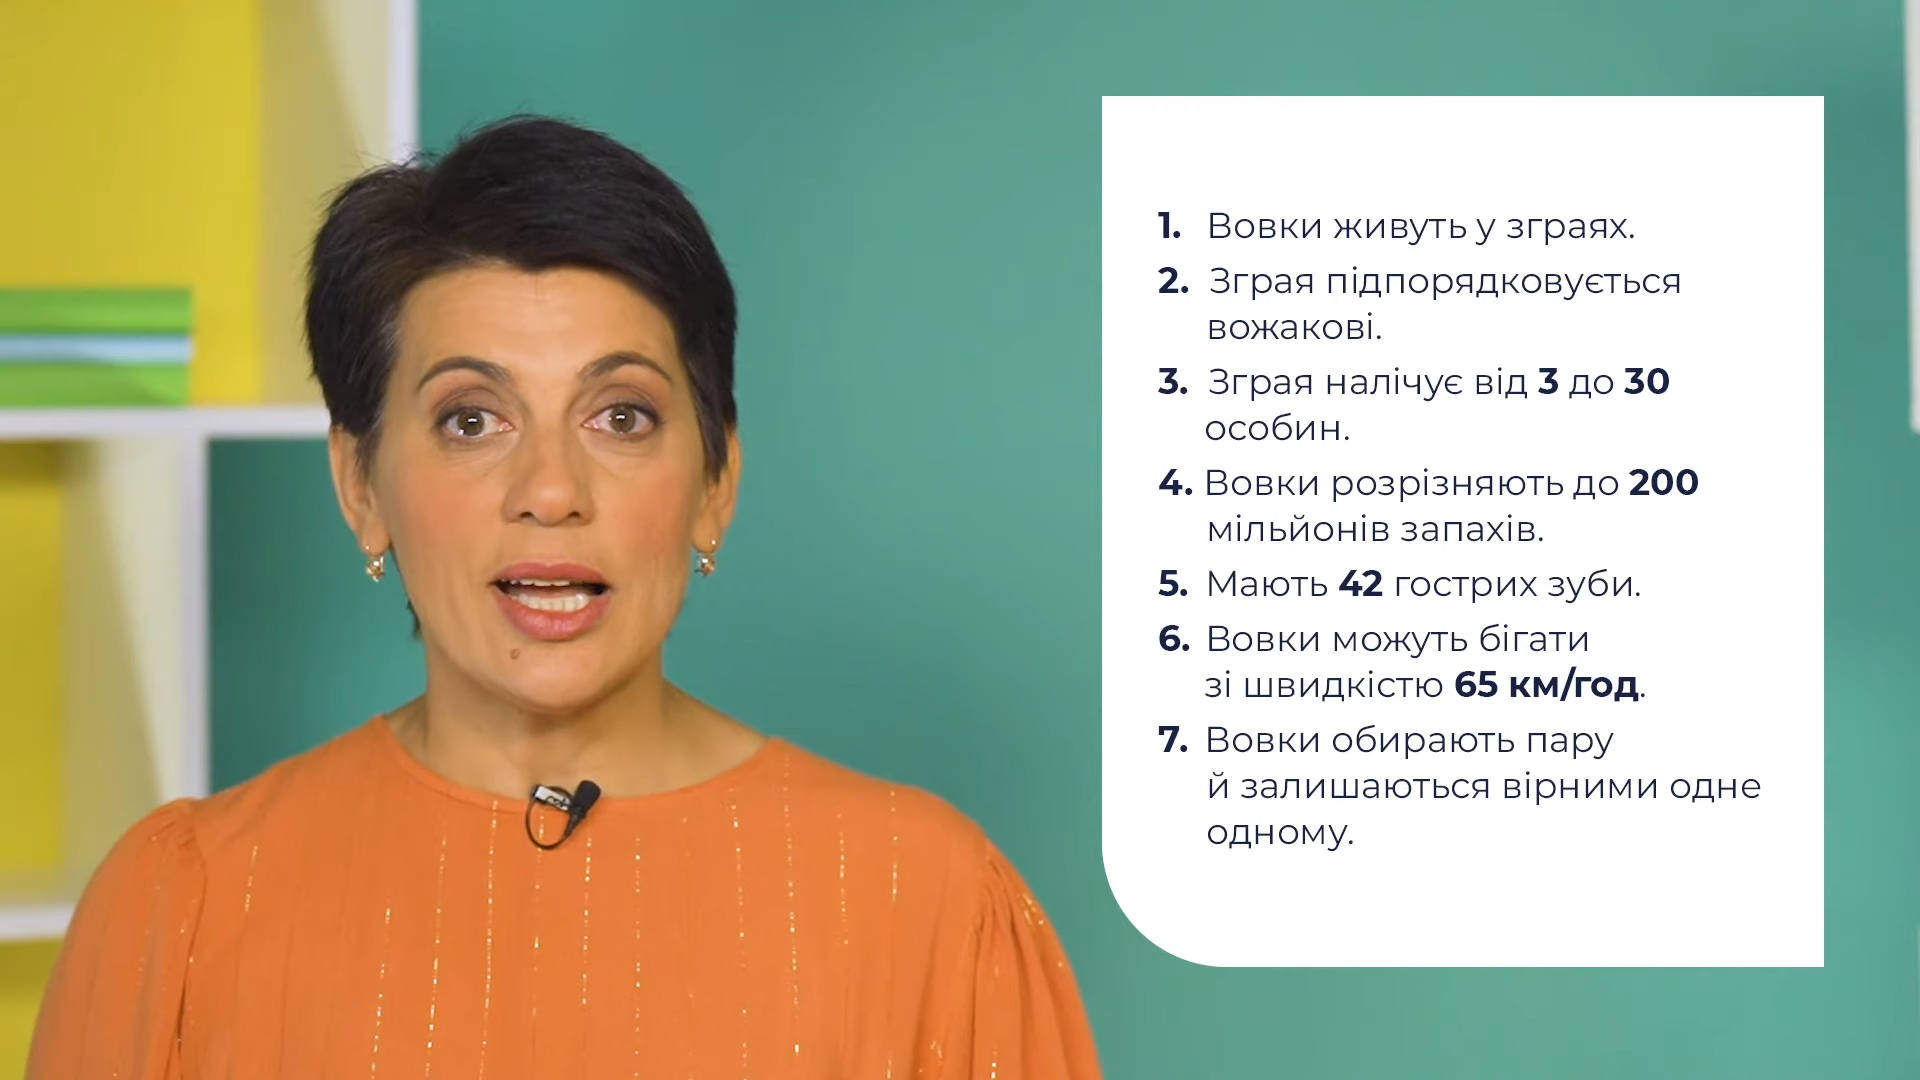 1. Вовки живуть у зграях.
2. Зграя підпорядковується
вожакові.
3. Зграя налічує від 3 до 30
особин.
4. Вовки розрізняють до 200
мільйонів запахів.
5. Мають 42 гострих зуби.
6. Вовки можуть бігати
зі швидкістю 65 км/год.
7. Вовки обирають пару
й залишаються вірними одне
одному.